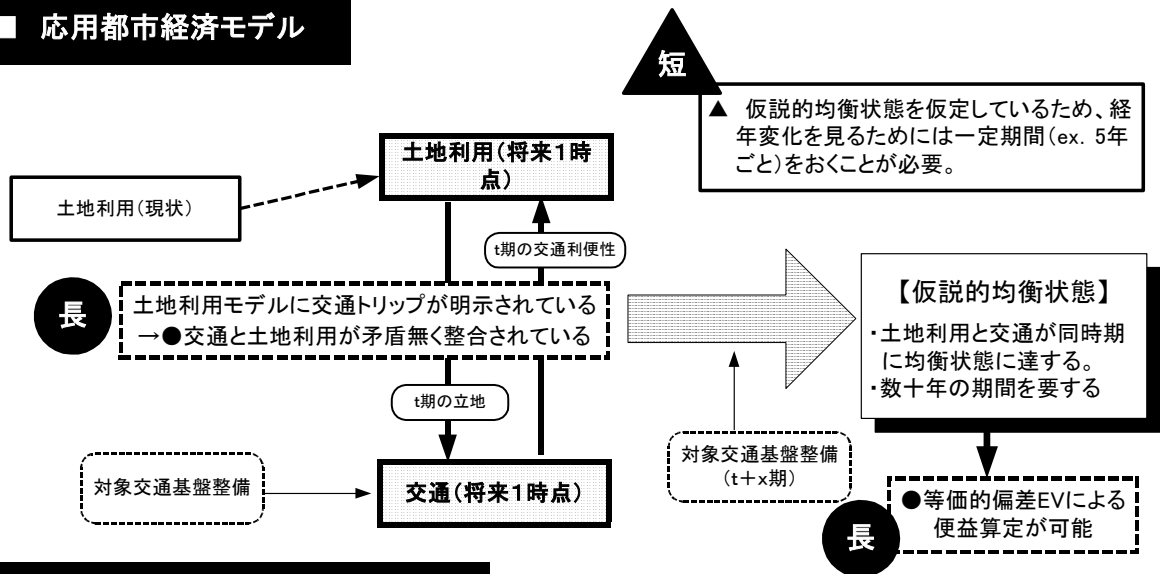 ■ 応用都市経済モデル
短
▲ 仮説的均衡状態を仮定しているため、経
年変化を見るためには一定期間(ex. 5年
ごと)をおくことが必要。
土地利用(将来1時
点)
土地利用(現状)
t期の交通利便性
長
土地利用モデルに交通トリップが明示されている
→●交通と土地利用が矛盾無く整合されている
【仮説的均衡状態】
・土地利用と交通が同時期
に均衡状態に達する。
・数十年の期間を要する
t期の立地
対象交通基盤整備
(t+x期)
対象交通基盤整備
交通(将来1時点)
●等価的偏差EVによる
便益算定が可能
長